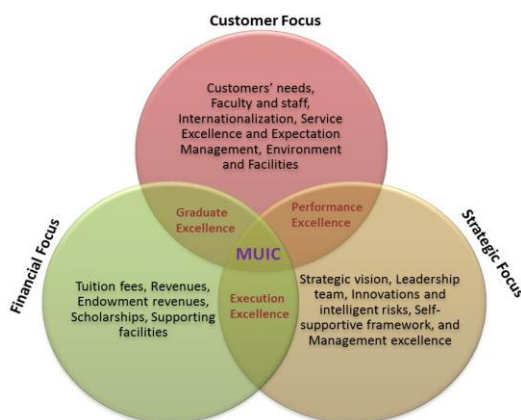 Customer Focus
Customers’ needs,
Faculty and staff,
Internationalization, Service
Excellence and Expectation
Management, Environment
and Facilities
Graduate
Excellence
Performance
Excellence
MUIC
Financial Focus
Strategic Focus
Tuition fees, Revenues,
Endowment revenues,
Scholarships, Supporting
facilities
Execution
Excellence
Strategic vision, Leadership
team, Innovations and
intelligent risks, Self-
supportive framework, and
Management excellence